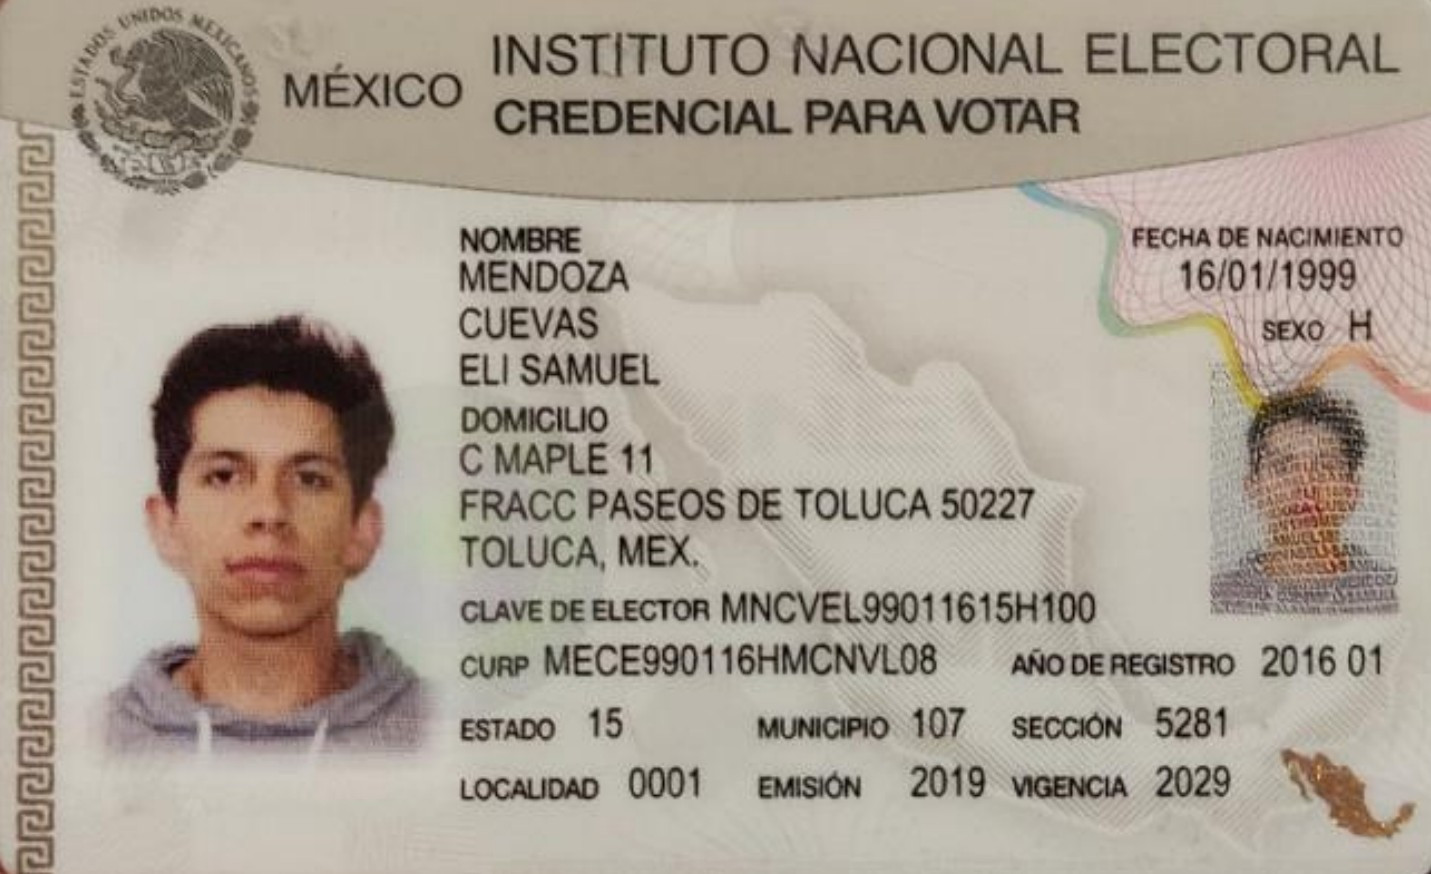 ESTADOS UNIDOS MEXICANOS
MÉXICO
INSTITUTO NACIONAL ELECTORAL
CREDENCIAL PARA VOTAR
NOMBRE
MENDOZA
CUEVAS
ELI SAMUEL
FECHA DE NACIMIENTO
16/01/1999
SEXO H
DOMICILIO
C MAPLE 11
FRACC PASEOS DE TOLUCA 50227
TOLUCA, MEX.
CLAVE DE ELECTOR MNCVEL99011615H100
CURP MECE990116HMCNVL08 AÑO DE REGISTRO 2016 01
ESTADO 15 MUNICIPIO 107 SECCIÓN 5281
LOCALIDAD 0001 EMISIÓN 2019 VIGENCIA 2029